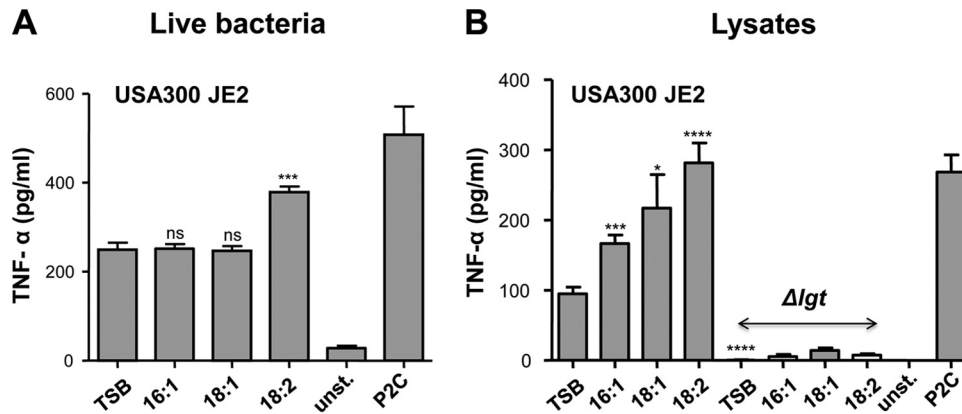 A Live bacteria
USA300 JE2
TNF- α (pg/ml)
600
400
200
0
ns
ns
***
TSB
16:1
18:1
18:2
unst.
P2C
B Lysates
USA300 JE2
TNF-α (pg/ml)
400
300
200
100
0
***
*
****
****
Δlgt
TSB
16:1
18:1
18:2
TSB
16:1
18:1
18:2
unst.
P2C